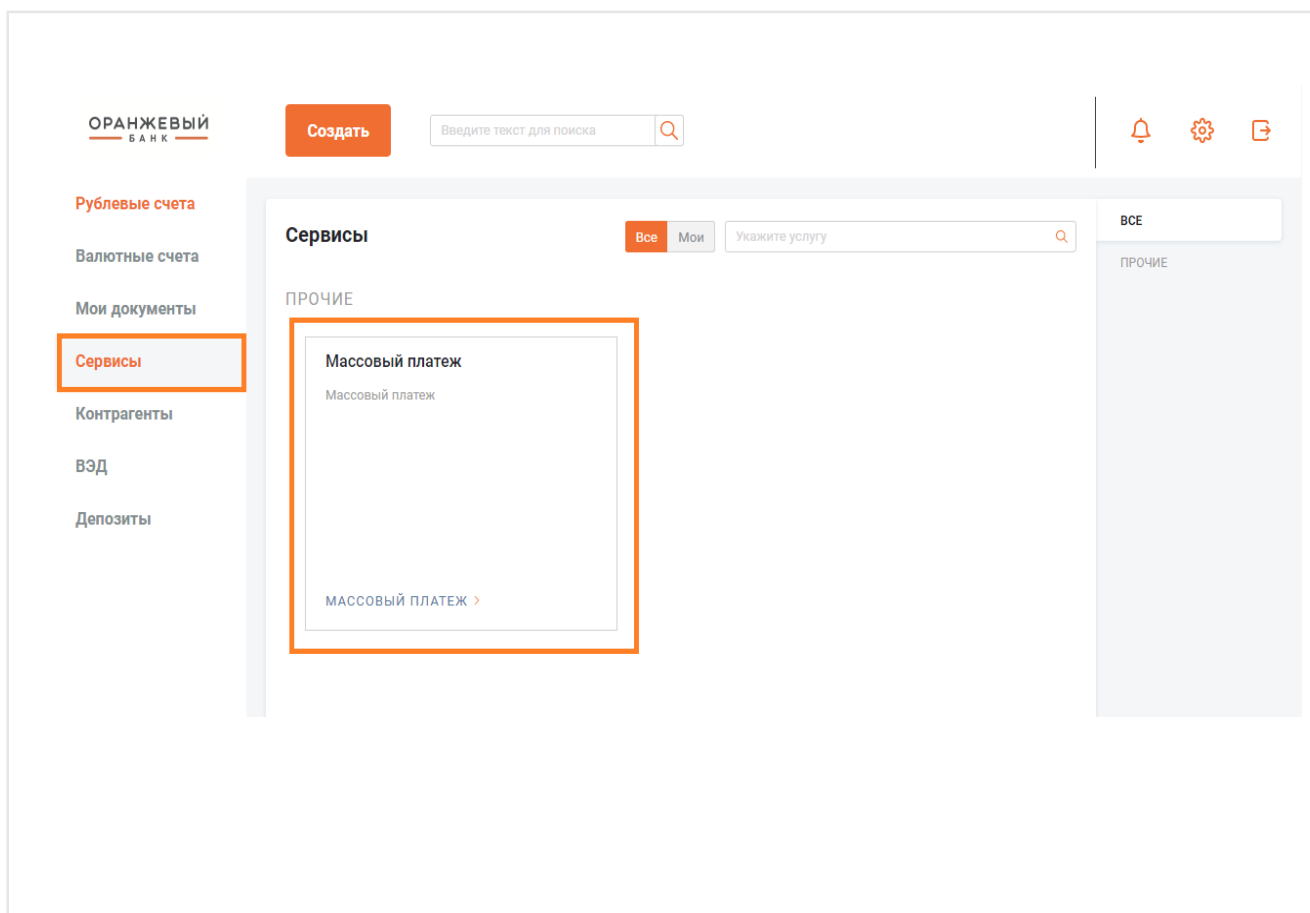 ОРАНЖЕВЫЙ
БАНК
Создать
Введите текст для поиска
Рублевые счета
Валютные счета
Мои документы
Сервисы
Контрагенты
ВЭД
Депозиты
Сервисы
Все
Мои
Укажите услугу
ПРОЧИЕ
Массовый платеж
Массовый платеж
МАССОВЫЙ ПЛАТЕЖ >
ВСЕ
ПРОЧИЕ